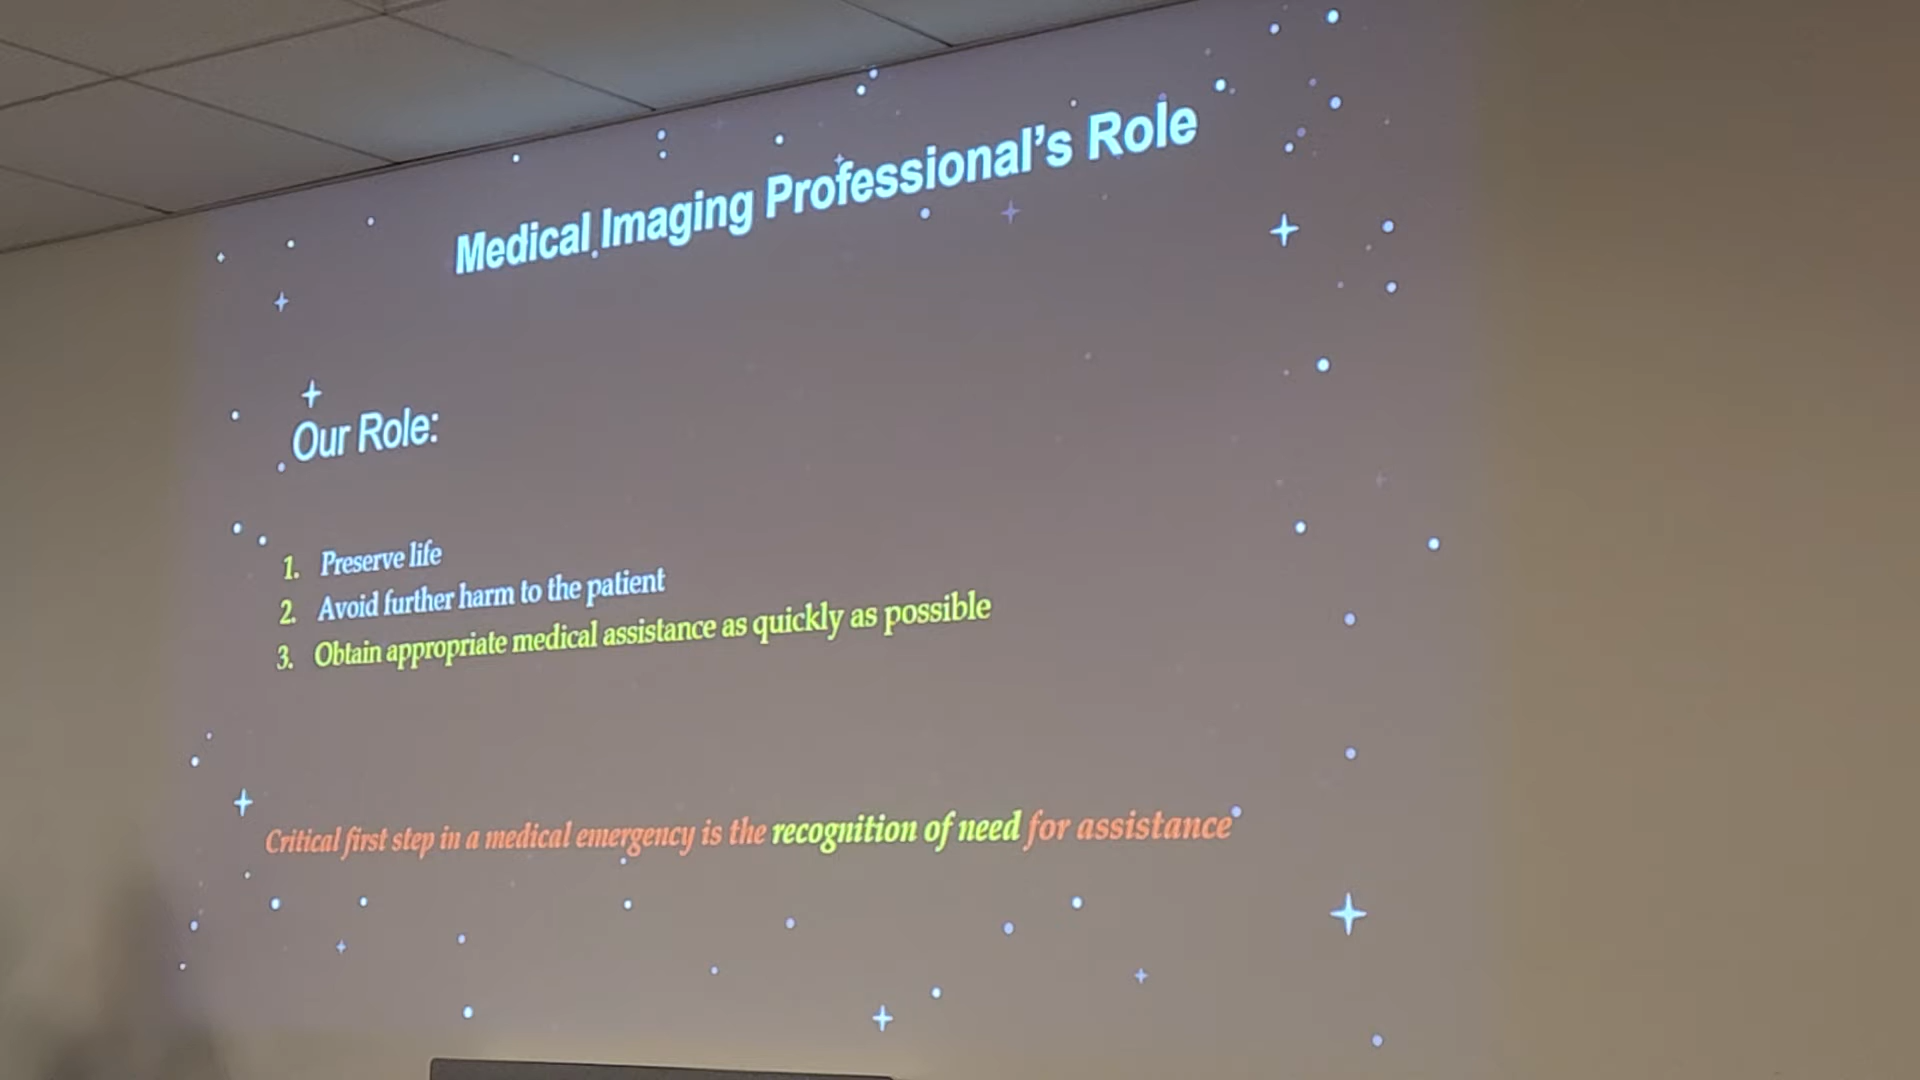 Medical Imaging Professional's Role
Our Role:
1. Preserve life
2. Avoid further harm to the patient
3. Obtain appropriate medical assistance as quickly as possible
Critical first step in a medical emergency is the recognition of need for assistance